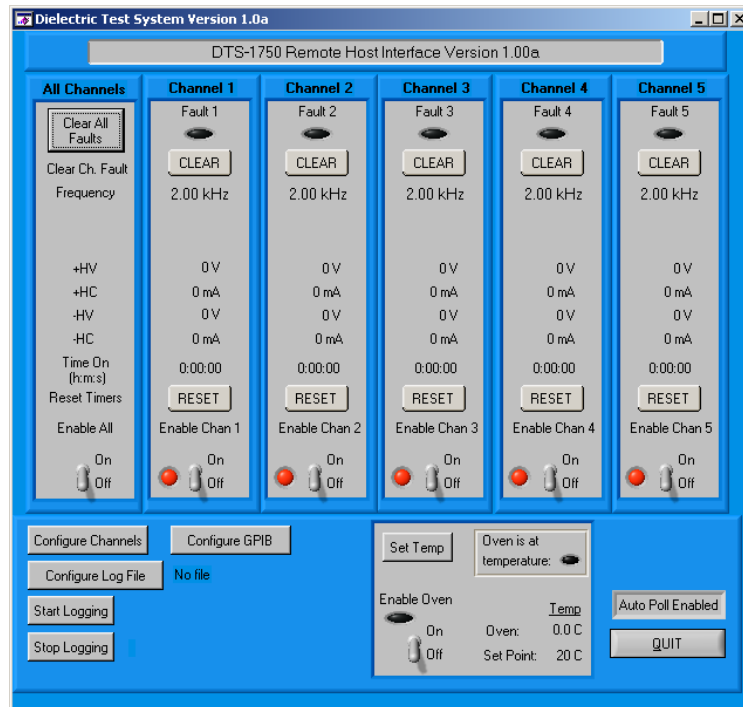 Dielectric Test System Version 1.0a
DTS-1750 Remote Host Interface Version 1.00a
All Channels Channel 1 Channel 2 Channel 3 Channel 4 Channel 5
Clear All Faults Fault 1 Fault 2 Fault 3 Fault 4 Fault 5
Clear Ch. Fault CLEAR CLEAR CLEAR CLEAR CLEAR
Frequency 2.00 kHz 2.00 kHz 2.00 kHz 2.00 kHz 2.00 kHz
+HV 0 V 0 V 0 V 0 V 0 V
+HC 0 mA 0 mA 0 mA 0 mA 0 mA
-HV 0 V 0 V 0 V 0 V 0 V
-HC 0 mA 0 mA 0 mA 0 mA 0 mA
Time On (h:m:s) 0:00:00 0:00:00 0:00:00 0:00:00 0:00:00
Reset Timers RESET RESET RESET RESET RESET
Enable All Enable Chan 1 Enable Chan 2 Enable Chan 3 Enable Chan 4 Enable Chan 5
On On On On On On
Off Off Off Off Off Off
Configure Channels Configure GPIB
Configure Log File No file
Start Logging
Stop Logging
Set Temp Oven is at temperature:
Enable Oven
Temp
On Oven: 0.0 C
Off Set Point: 20 C
Auto Poll Enabled
QUIT